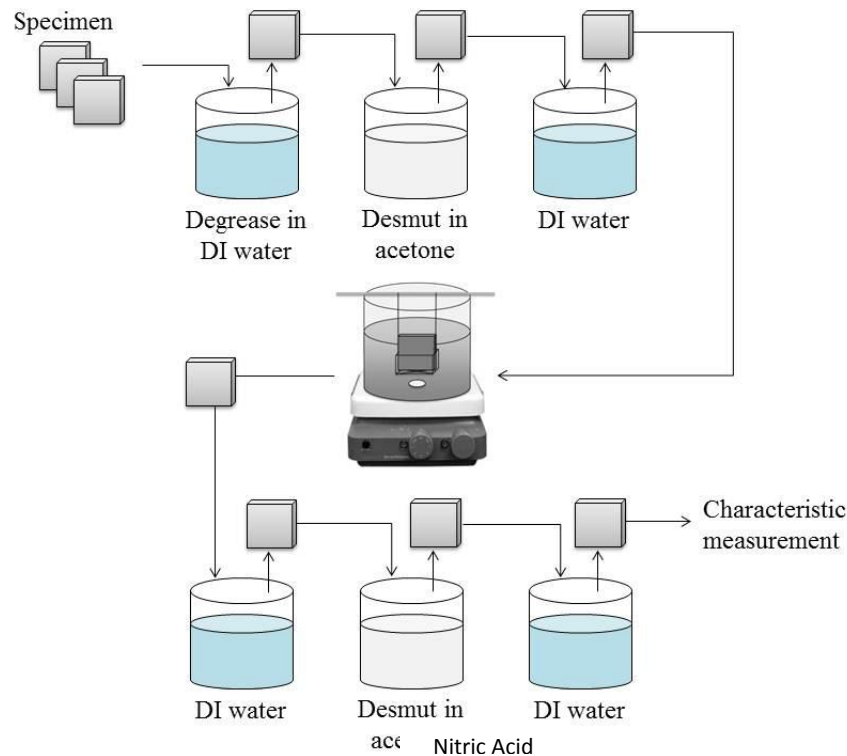 Specimen
Degrease in
DI water
Desmut in
acetone
DI water
Characteristic
measurement
DI water
Desmut in
Nitric Acid
DI water